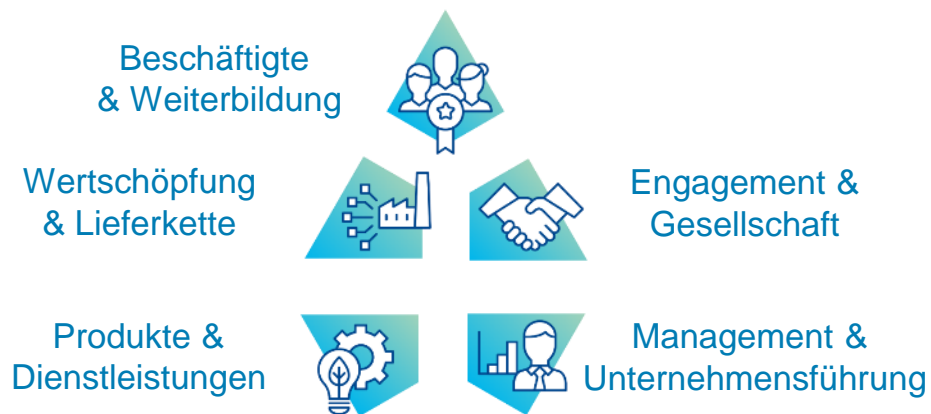 Beschäftigte
& Weiterbildung
Wertschöpfung
& Lieferkette
Engagement &
Gesellschaft
Produkte &
Dienstleistungen
Management &
Unternehmensführung